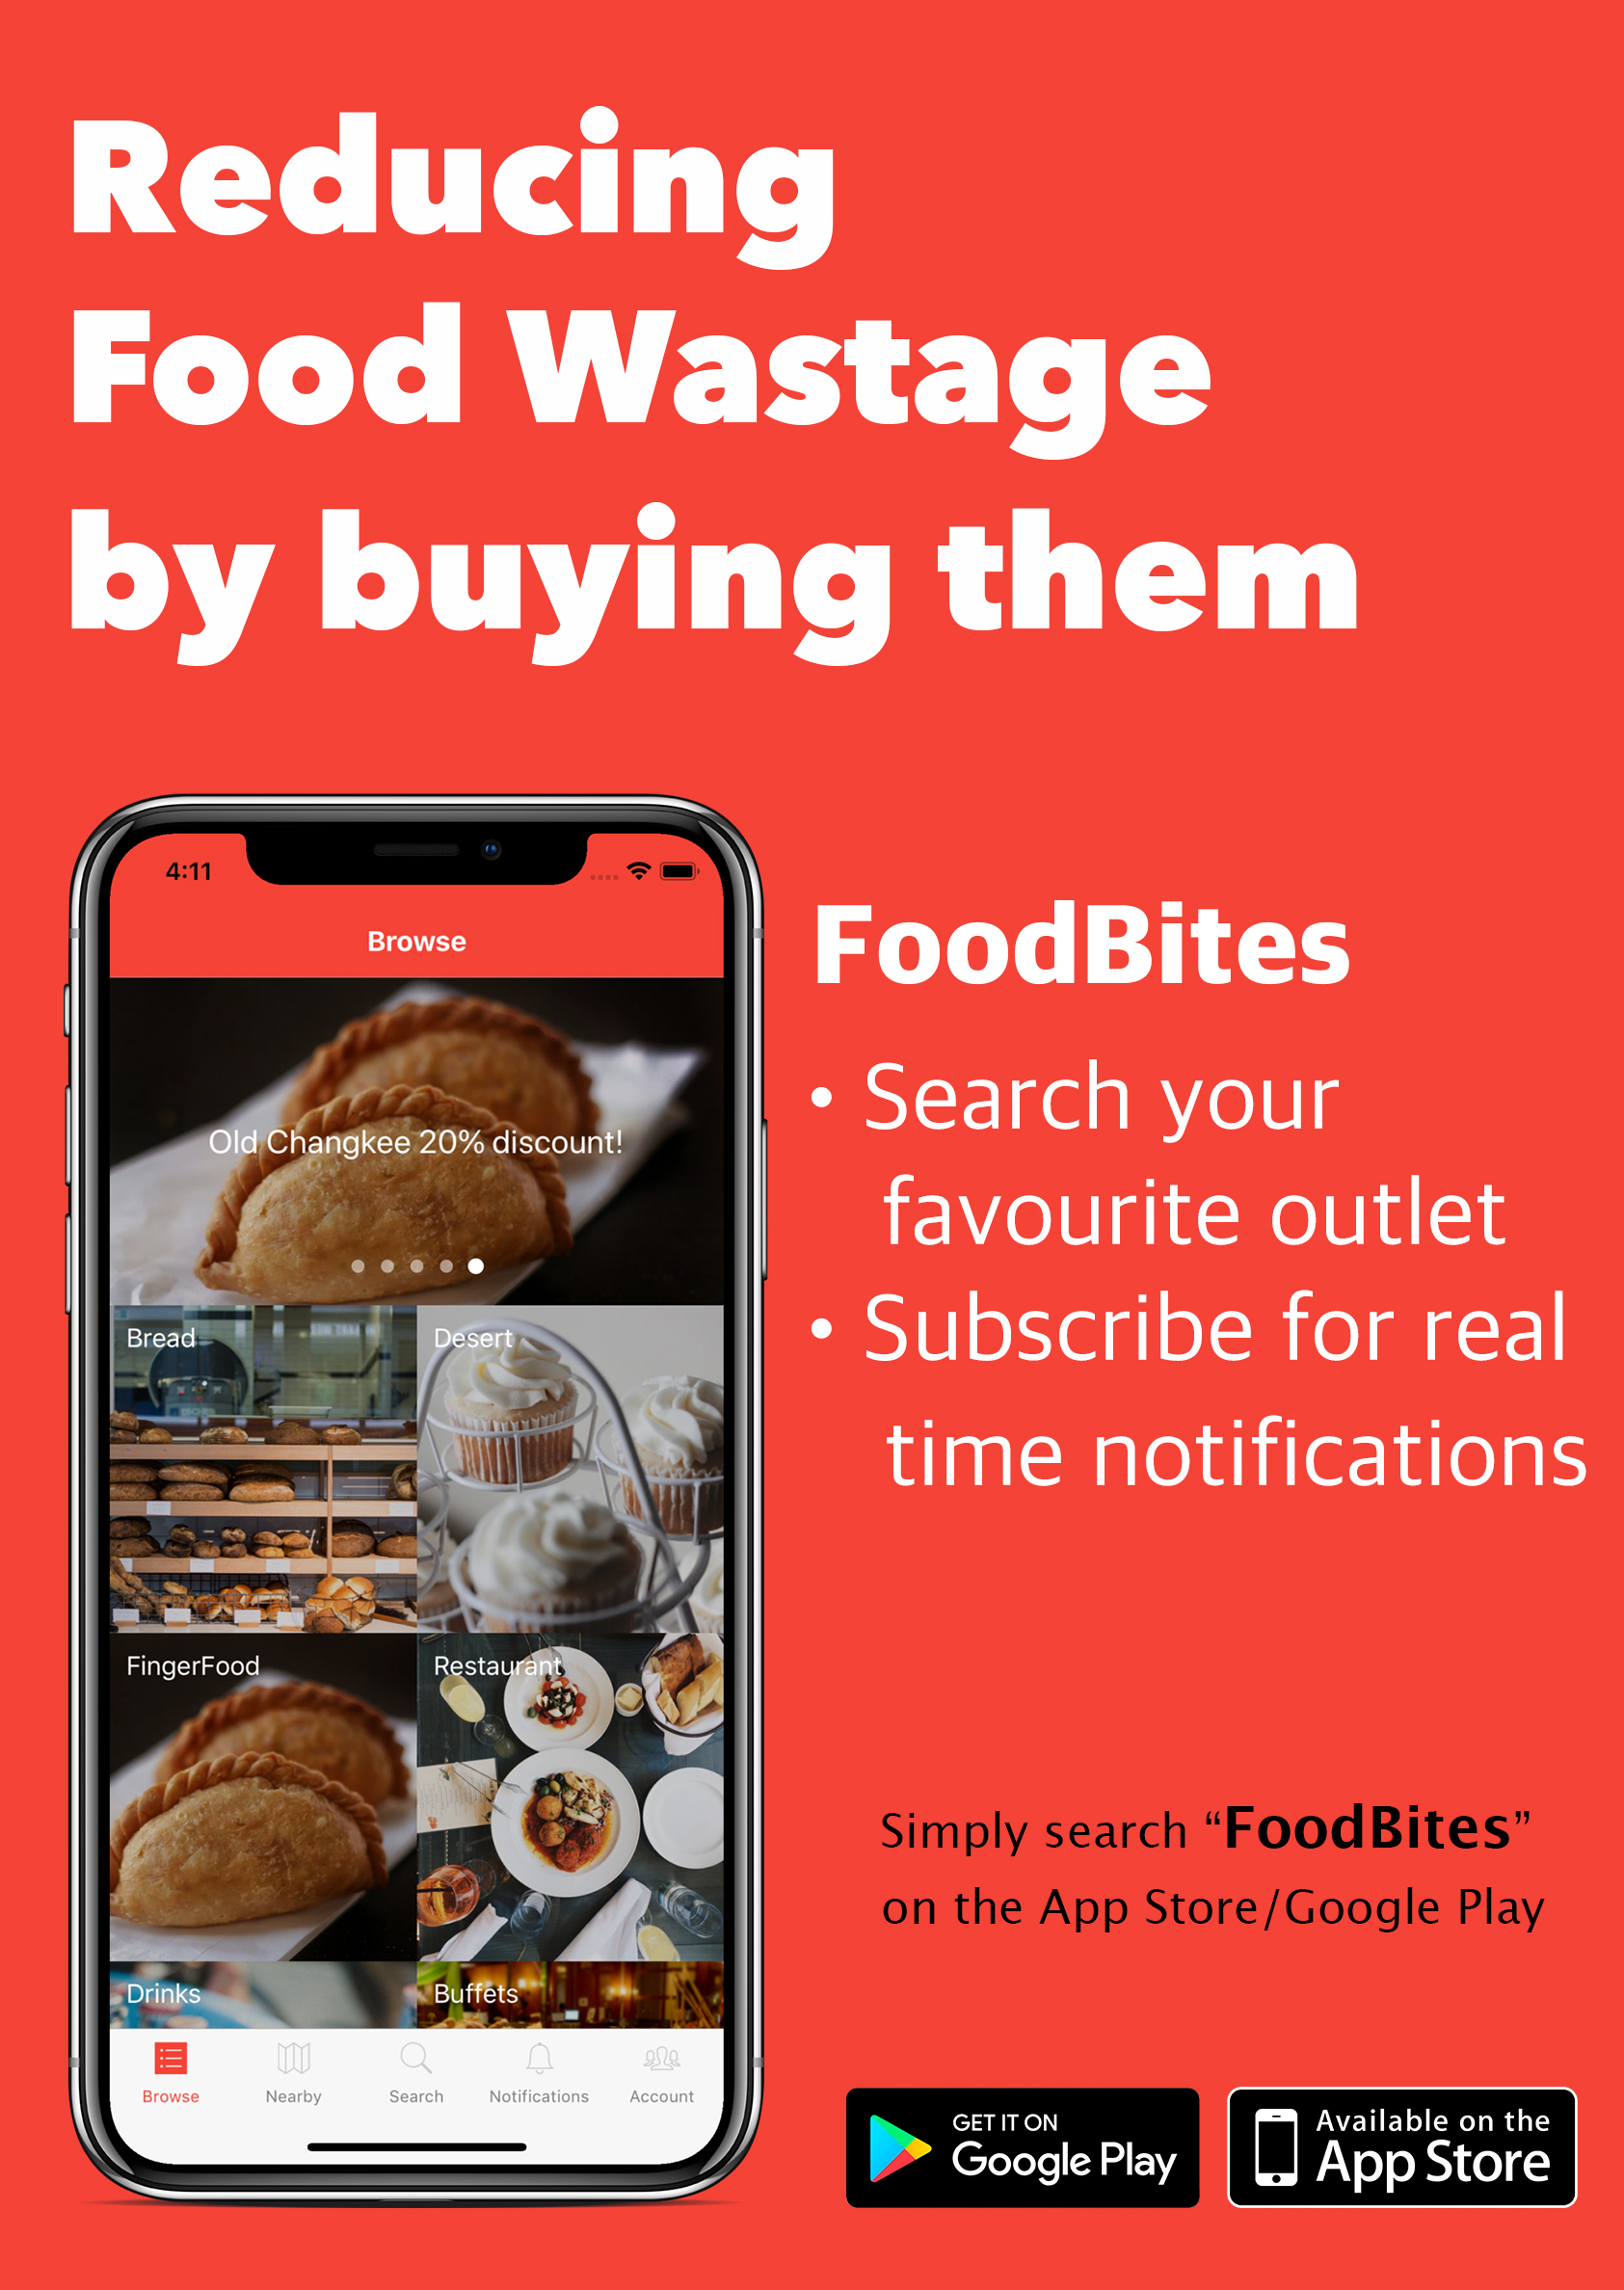 Reducing
Food Wastage
by buying them
4:11
Browse
Old Changkee 20% discount!
Bread
Desert
FingerFood
Restaurant
Drinks
Buffets
Browse
Nearby
Search
Notifications
Account
FoodBites
• Search your
favourite outlet
• Subscribe for real
time notifications
Simply search “FoodBites”
on the App Store/Google Play
GET IT ON
Google Play
Available on the
App Store